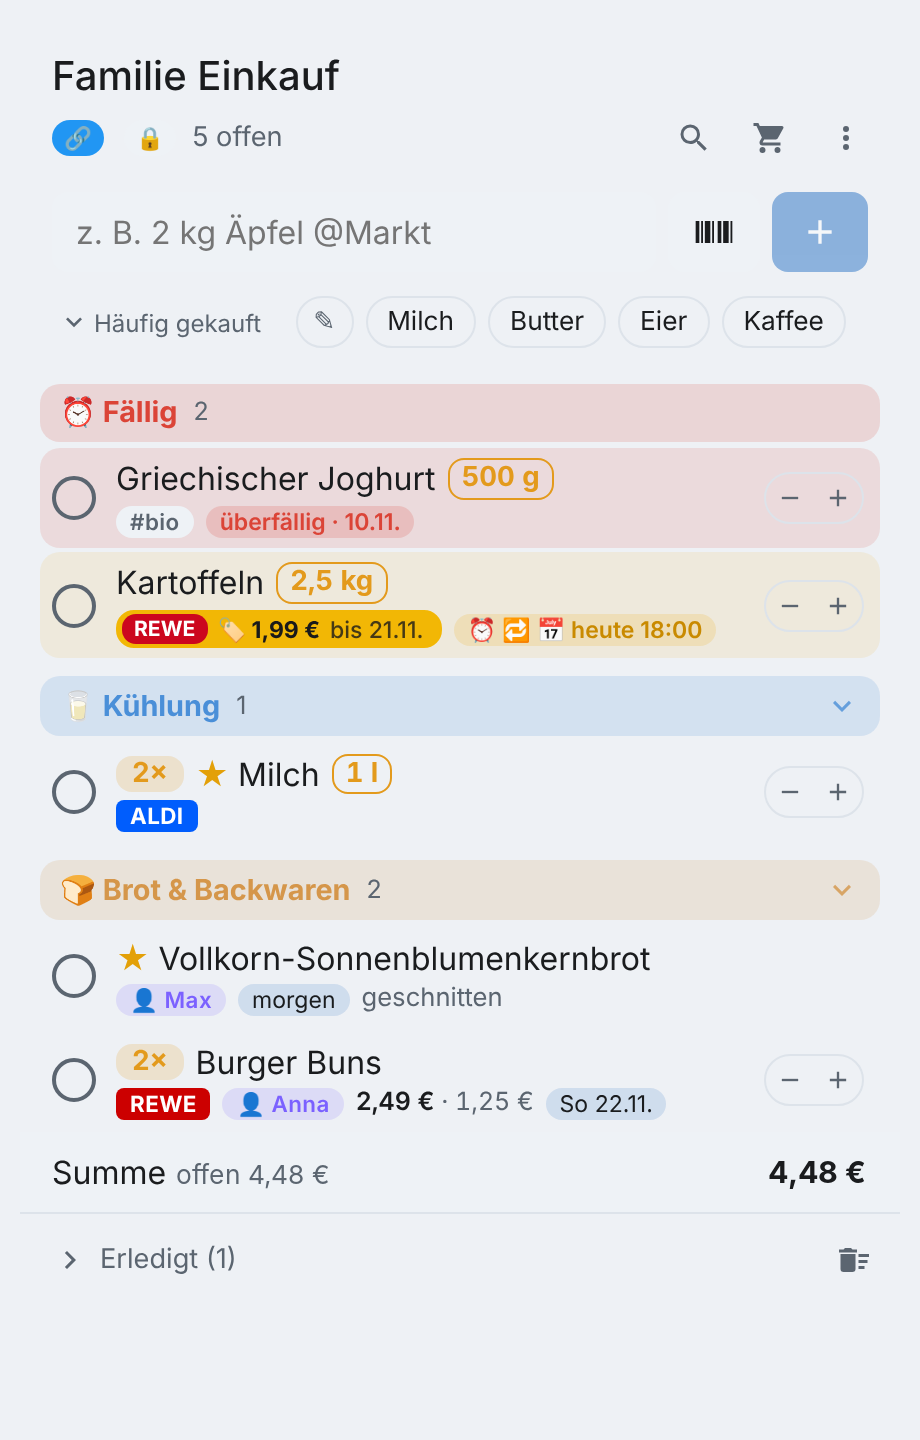 Familie Einkauf
🔗 🔒 5 offen
z. B. 2 kg Äpfel @Markt
Häufig gekauft ✎ Milch Butter Eier Kaffee
⏰ Fällig 2
Griechischer Joghurt 500 g
#bio überfällig · 10.11.
− +
Kartoffeln 2,5 kg
REWE 🏷️ 1,99 € bis 21.11. ⏰ 🔁 📅 heute 18:00
− +
🥛 Kühlung 1
2× ★ Milch 1 l
ALDI
− +
🍞 Brot & Backwaren 2
★ Vollkorn-Sonnenblumenkernbrot
👤 Max morgen geschnitten
2× Burger Buns
REWE 👤 Anna 2,49 € · 1,25 € So 22.11.
− +
Summe offen 4,48 € 4,48 €
Erledigt (1)